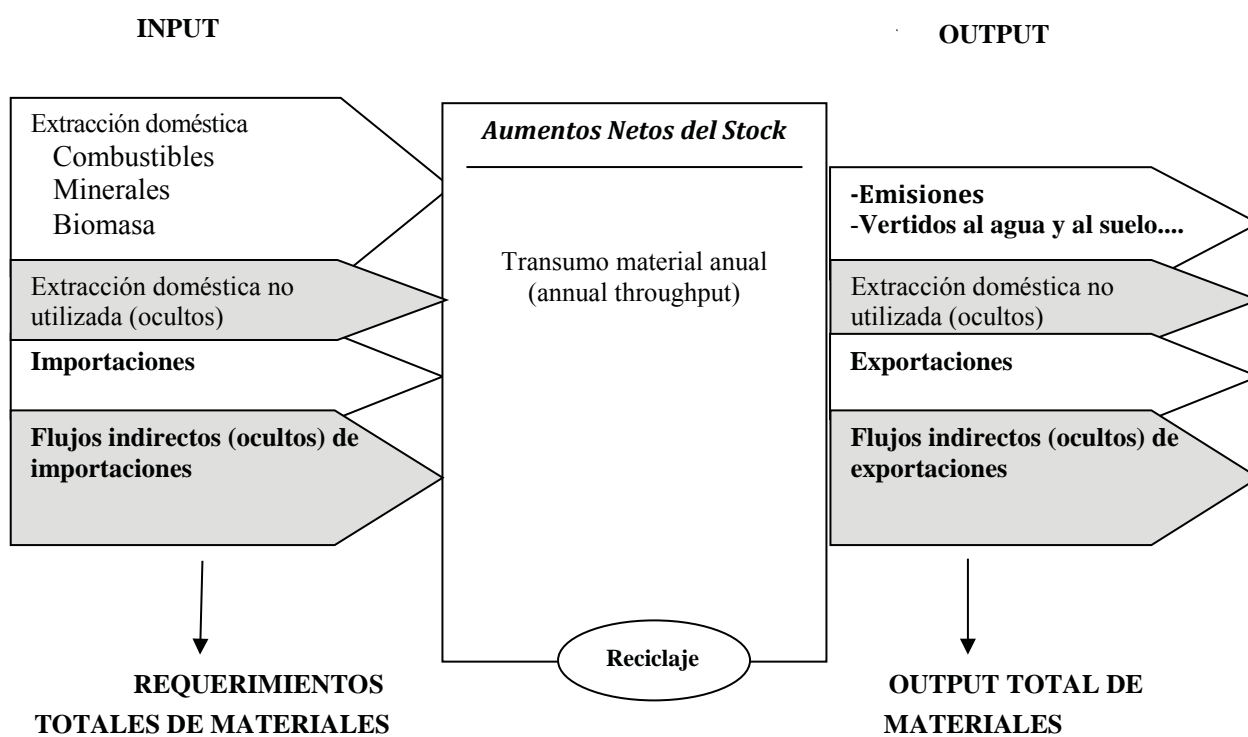 INPUT
OUTPUT
Extracción doméstica
Combustibles
Minerales
Biomasa
Extracción doméstica no
utilizada (ocultos)
Importaciones
Flujos indirectos (ocultos) de
importaciones
Aumentos Netos del Stock
Transumo material anual
(annual throughput)
Reciclaje
-Emisiones
-Vertidos al agua y al suelo....
Extracción doméstica no
utilizada (ocultos)
Exportaciones
Flujos indirectos (ocultos) de
exportaciones
REQUERIMIENTOS
TOTALES DE MATERIALES
OUTPUT TOTAL DE
MATERIALES